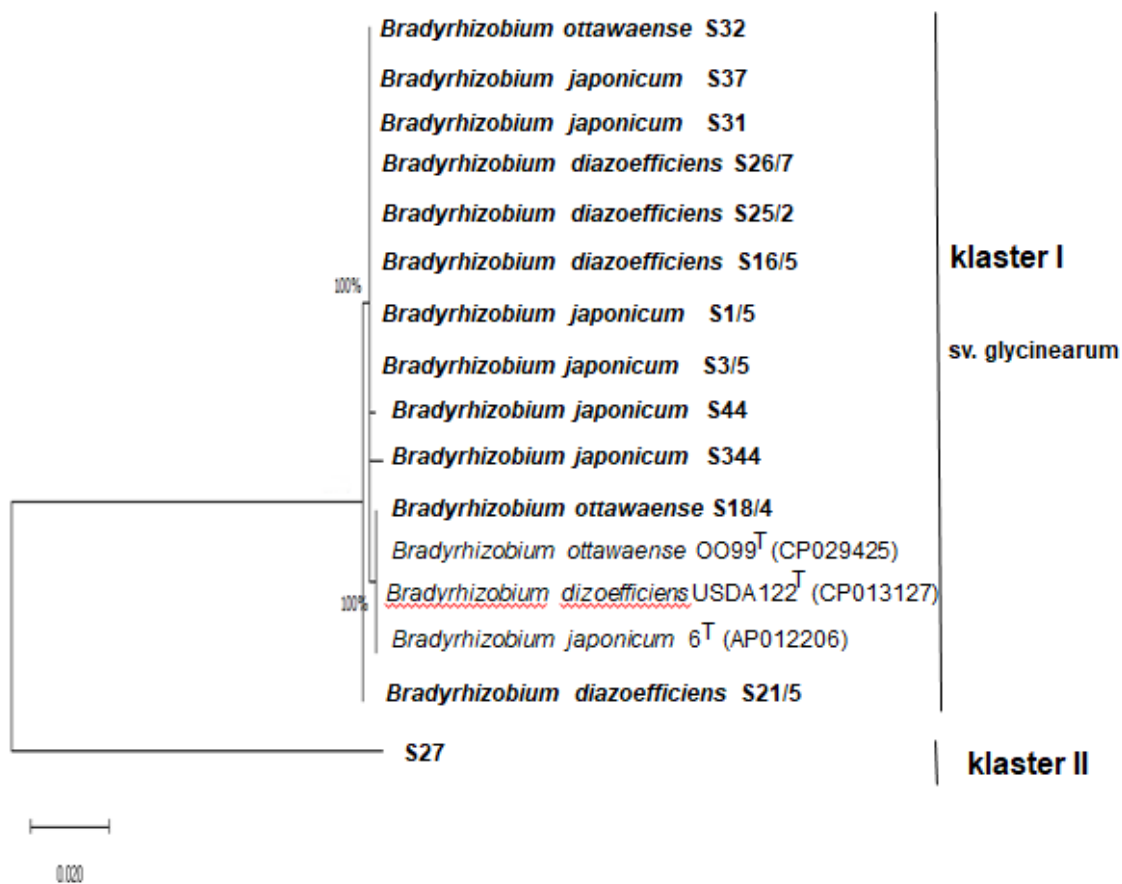 Bradyrhizobium ottawaense S32
Bradyrhizobium japonicum S37
Bradyrhizobium japonicum S31
Bradyrhizobium diazoefficiens S26/7
Bradyrhizobium diazoefficiens S25/2
klaster I
Bradyrhizobium diazoefficiens S16/5
100%
Bradyrhizobium japonicum S1/5
sv. glycinearum
Bradyrhizobium japonicum S3/5
Bradyrhizobium japonicum S44
Bradyrhizobium japonicum S344
Bradyrhizobium ottawaense S18/4
Bradyrhizobium ottawaense OO99T (CP029425)
Bradyrhizobium dizoefficiens USDA122T (CP013127)
100%
Bradyrhizobium japonicum 6T (AP012206)
Bradyrhizobium diazoefficiens S21/5
S27
klaster II
0.020